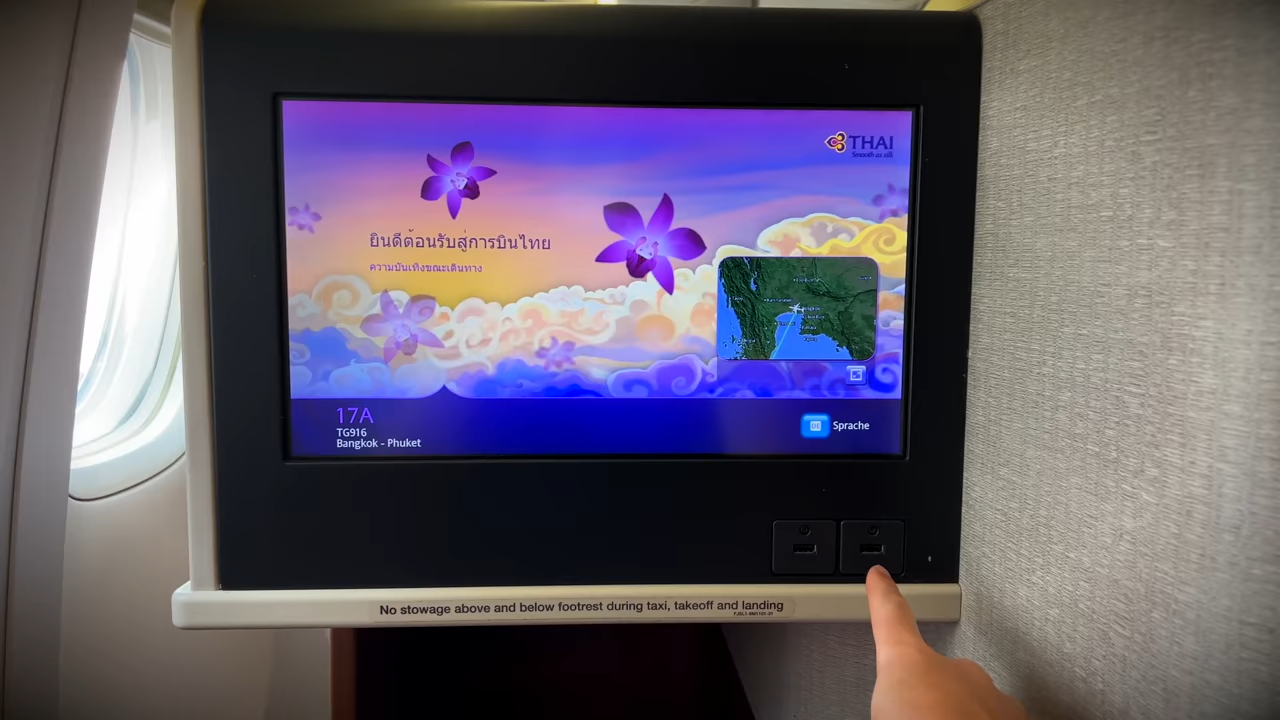 THAI
Smooth as silk
ยินดีต้อนรับสู่การบินไทย
ความบันเทิงขณะเดินทาง
17A
TG916
Bangkok - Phuket
DE Sprache
No stowage above and below footrest during taxi, takeoff and landing